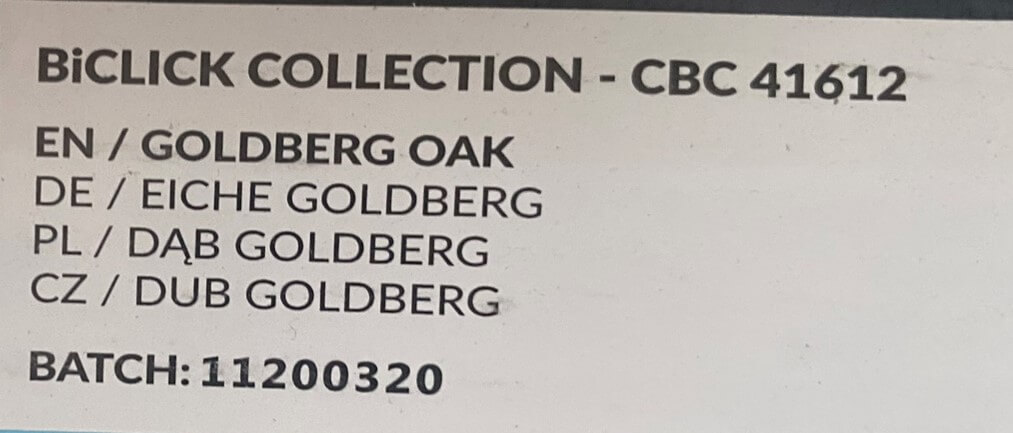 BiCLICK COLLECTION - CBC 41612
EN / GOLDBERG OAK
DE / EICHE GOLDBERG
PL / DĄB GOLDBERG
CZ / DUB GOLDBERG
BATCH: 11200320